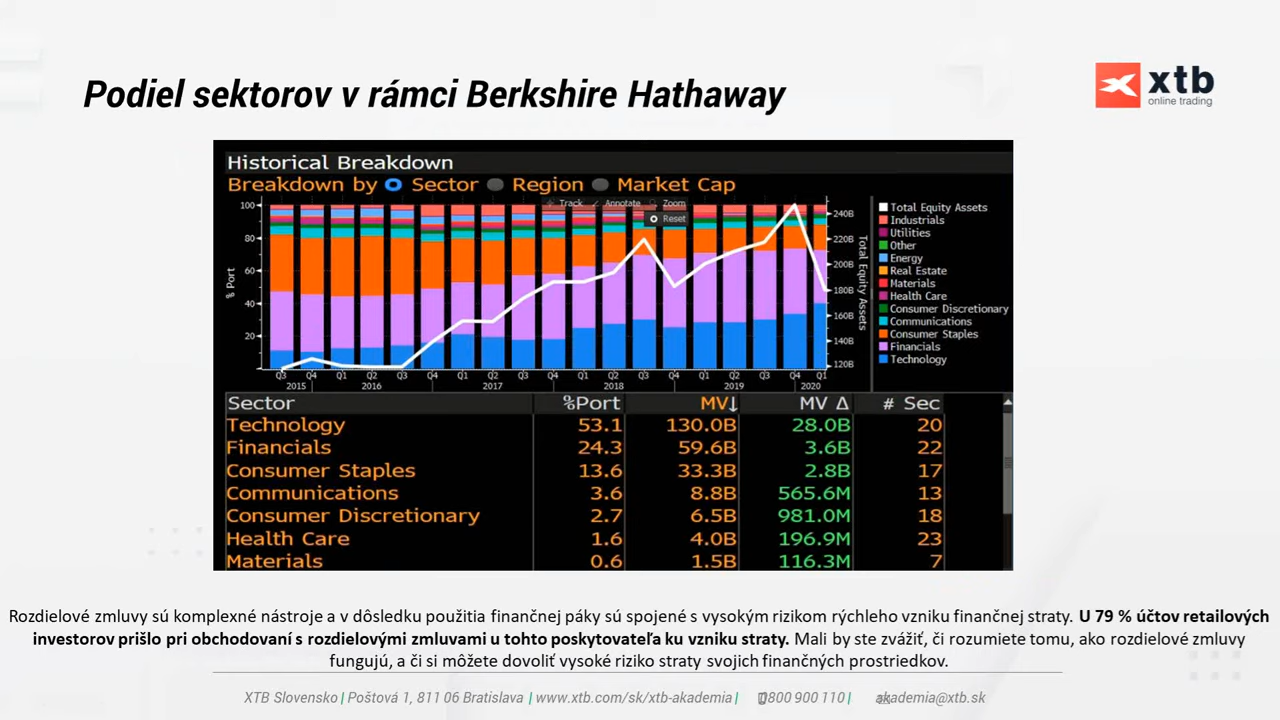 Podiel sektorov v rámci Berkshire Hathaway
xtb
online trading
Historical Breakdown
Breakdown by Sector Region Market Cap
Track Annotate Zoom
Reset
100
80
60
40
20
% Port
240B
220B
200B
180B
160B
140B
120B
Total Equity Assets
Q3 Q4 Q1 Q2 Q3 Q4 Q1 Q2 Q3 Q4 Q1 Q2 Q3 Q4 Q1 Q2 Q3 Q4 Q1
2015 2016 2017 2018 2019 2020
Total Equity Assets
Industrials
Utilities
Other
Energy
Real Estate
Materials
Health Care
Consumer Discretionary
Communications
Consumer Staples
Financials
Technology
Sector %Port MV↓ MV Δ # Sec
Technology 53.1 130.0B 28.0B 20
Financials 24.3 59.6B 3.6B 22
Consumer Staples 13.6 33.3B 2.8B 17
Communications 3.6 8.8B 565.6M 13
Consumer Discretionary 2.7 6.5B 981.0M 18
Health Care 1.6 4.0B 196.9M 23
Materials 0.6 1.5B 116.3M 7
Rozdielové zmluvy sú komplexné nástroje a v dôsledku použitia finančnej páky sú spojené s vysokým rizikom rýchleho vzniku finančnej straty. U 79 % účtov retailových
investorov prišlo pri obchodovaní s rozdielovými zmluvami u tohto poskytovateľa ku vzniku straty. Mali by ste zvážiť, či rozumiete tomu, ako rozdielové zmluvy
fungujú, a či si môžete dovoliť vysoké riziko straty svojich finančných prostriedkov.
XTB Slovensko | Poštová 1, 811 06 Bratislava | www.xtb.com/sk/xtb-akademia | 0800 900 110 | akademia@xtb.sk